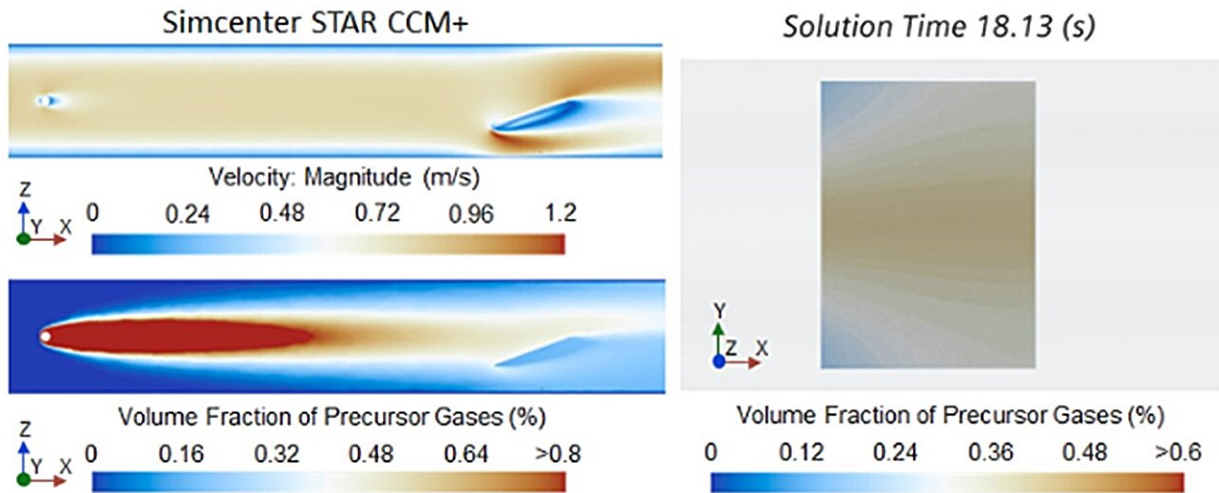 Simcenter STAR CCM+
Velocity: Magnitude (m/s)
Z
Y X
0 0.24 0.48 0.72 0.96 1.2
Volume Fraction of Precursor Gases (%)
Z
Y X
0 0.16 0.32 0.48 0.64 >0.8
Solution Time 18.13 (s)
Y
Z X
Volume Fraction of Precursor Gases (%)
0 0.12 0.24 0.36 0.48 >0.6